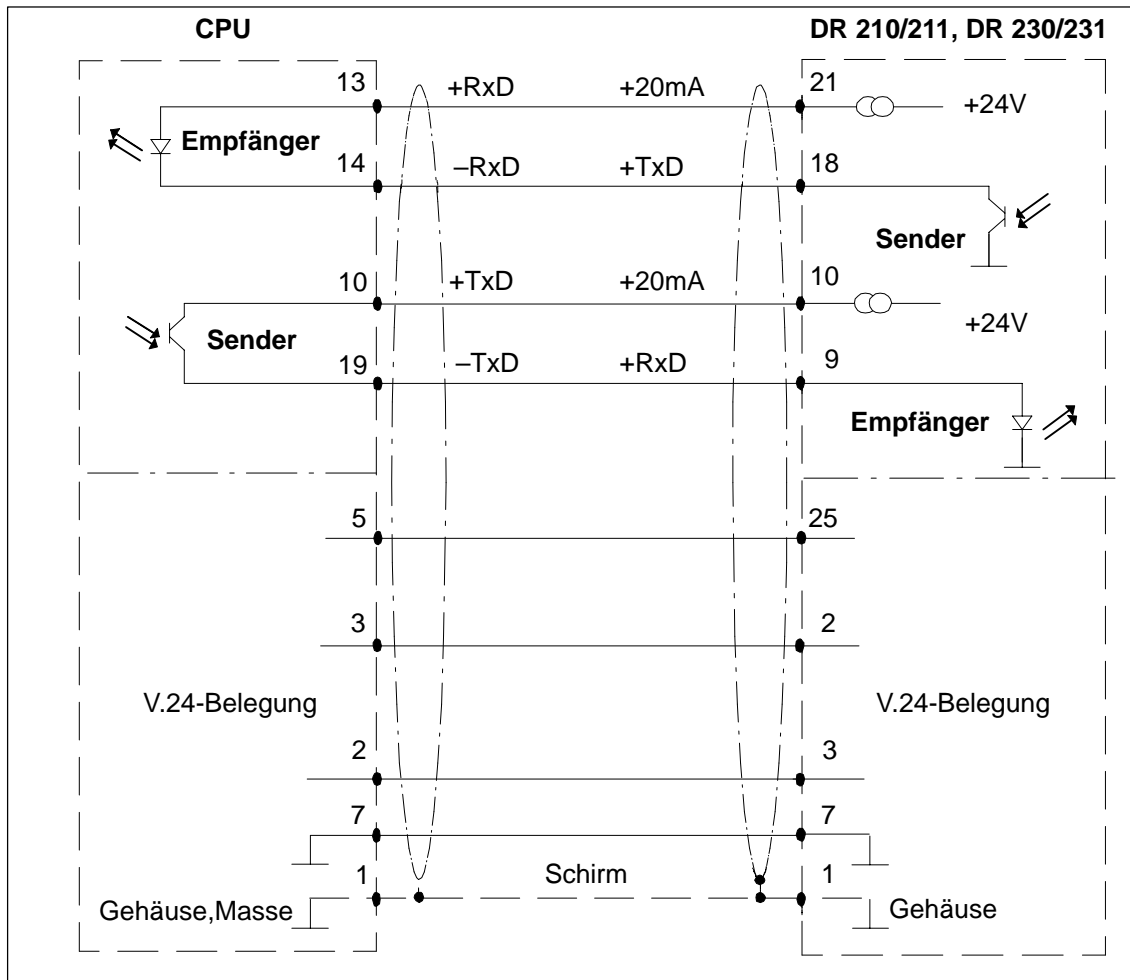 CPU DR 210/211, DR 230/231
13 +RxD +20mA 21
+24V
Empfänger
14 –RxD +TxD 18
Sender
10 +TxD +20mA 10
+24V
Sender
19 –TxD +RxD 9
Empfänger
5 25
3 2
V.24-Belegung V.24-Belegung
2 3
7 7
1 Schirm 1
Gehäuse,Masse Gehäuse